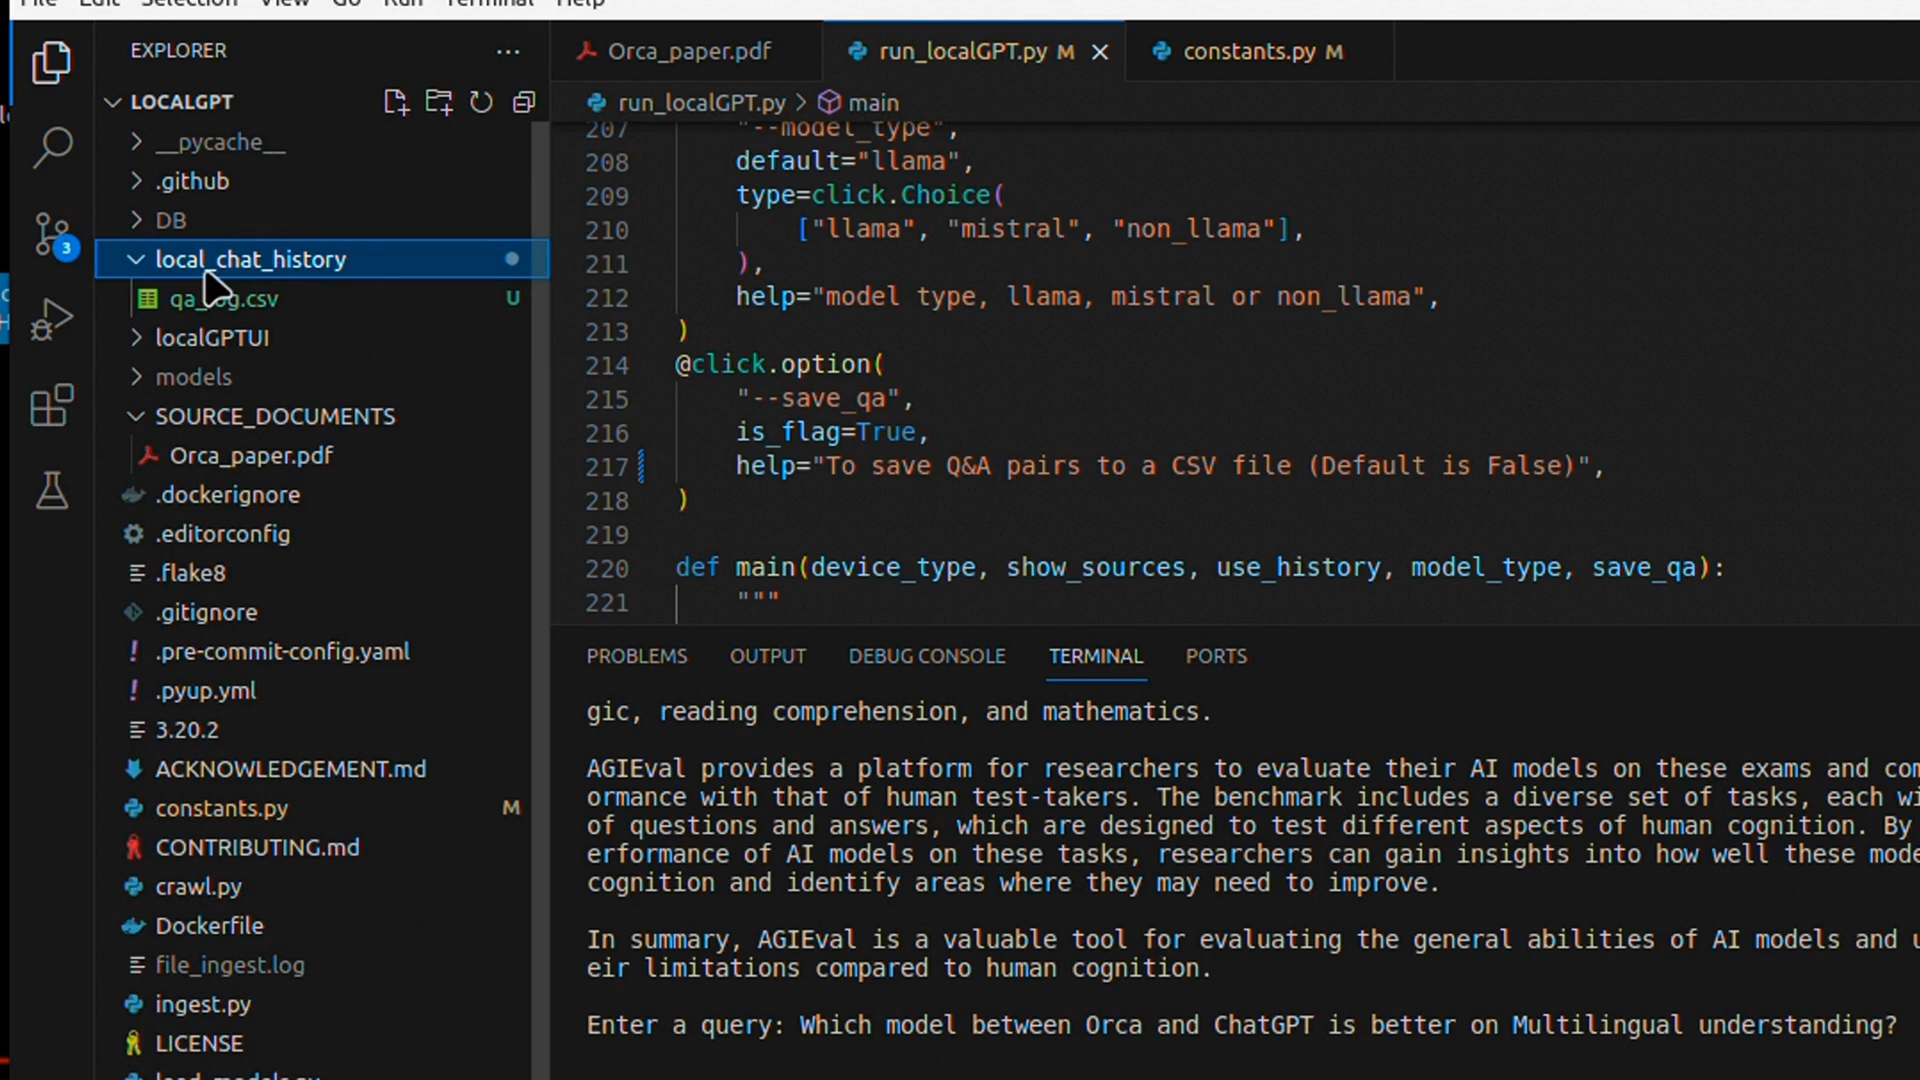 File Edit Selection View Go Run Terminal Help
EXPLORER
LOCALGPT
__pycache__
.github
DB
local_chat_history
U
localGPTUI
models
SOURCE_DOCUMENTS
Orca_paper.pdf
.dockerignore
.editorconfig
.flake8
.gitignore
.pre-commit-config.yaml
.pyup.yml
3.20.2
ACKNOWLEDGEMENT.md
constants.py M
CONTRIBUTING.md
crawl.py
Dockerfile
file_ingest.log
ingest.py
LICENSE
3
Orca_paper.pdf run_localGPT.py M constants.py M
run_localGPT.py > main
207 "--model_type",
208 default="llama",
209 type=click.Choice(
210 ["llama", "mistral", "non_llama"],
211 ),
212 help="model type, llama, mistral or non_llama",
213 )
214 @click.option(
215 "--save_qa",
216 is_flag=True,
217 help="To save Q&A pairs to a CSV file (Default is False)",
218 )
219
220 def main(device_type, show_sources, use_history, model_type, save_qa):
221 """
PROBLEMS OUTPUT DEBUG CONSOLE TERMINAL PORTS
gic, reading comprehension, and mathematics.
AGIEval provides a platform for researchers to evaluate their AI models on these exams and
ormance with that of human test-takers. The benchmark includes a diverse set of tasks, each
of questions and answers, which are designed to test different aspects of human cognition. By
erformance of AI models on these tasks, researchers can gain insights into how well these
cognition and identify areas where they may need to improve.
In summary, AGIEval is a valuable tool for evaluating the general abilities of AI models and
eir limitations compared to human cognition.
Enter a query: Which model between Orca and ChatGPT is better on Multilingual understanding?